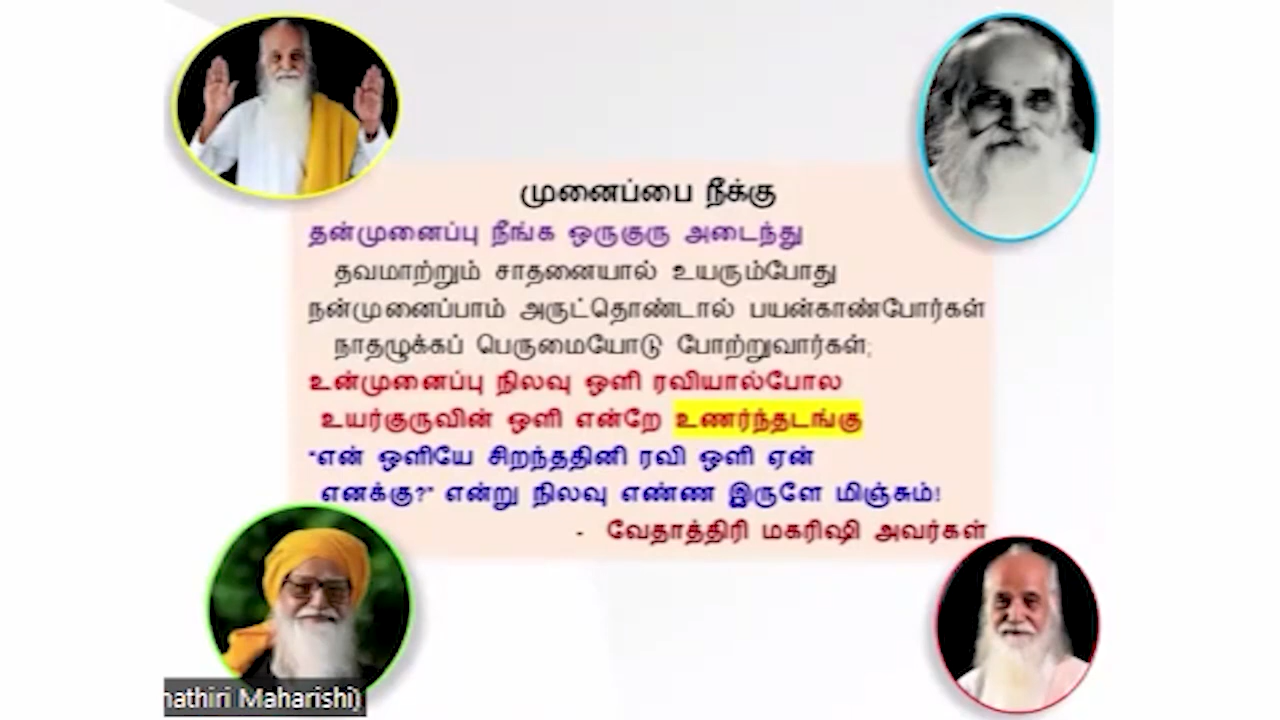 முனைப்பை நீக்கு
தன்முனைப்பு நீங்க ஒருகுரு அடைந்து
தவமாற்றும் சாதனையால் உயரும்போது
நன்முனைப்பாம் அருட்தொண்டால் பயன்காண்போர்கள்
நாதழுக்கப் பெருமையோடு போற்றுவார்கள்;
உன்முனைப்பு நிலவு ஒளி ரவியால்போல
உயர்குருவின் ஒளி என்றே உணர்ந்தடங்கு
"என் ஒளியே சிறந்ததினி ரவி ஒளி ஏன்
எனக்கு?" என்று நிலவு எண்ண இருளே மிஞ்சும்!
- வேதாத்திரி மகரிஷி அவர்கள்
hathiri Maharishi)